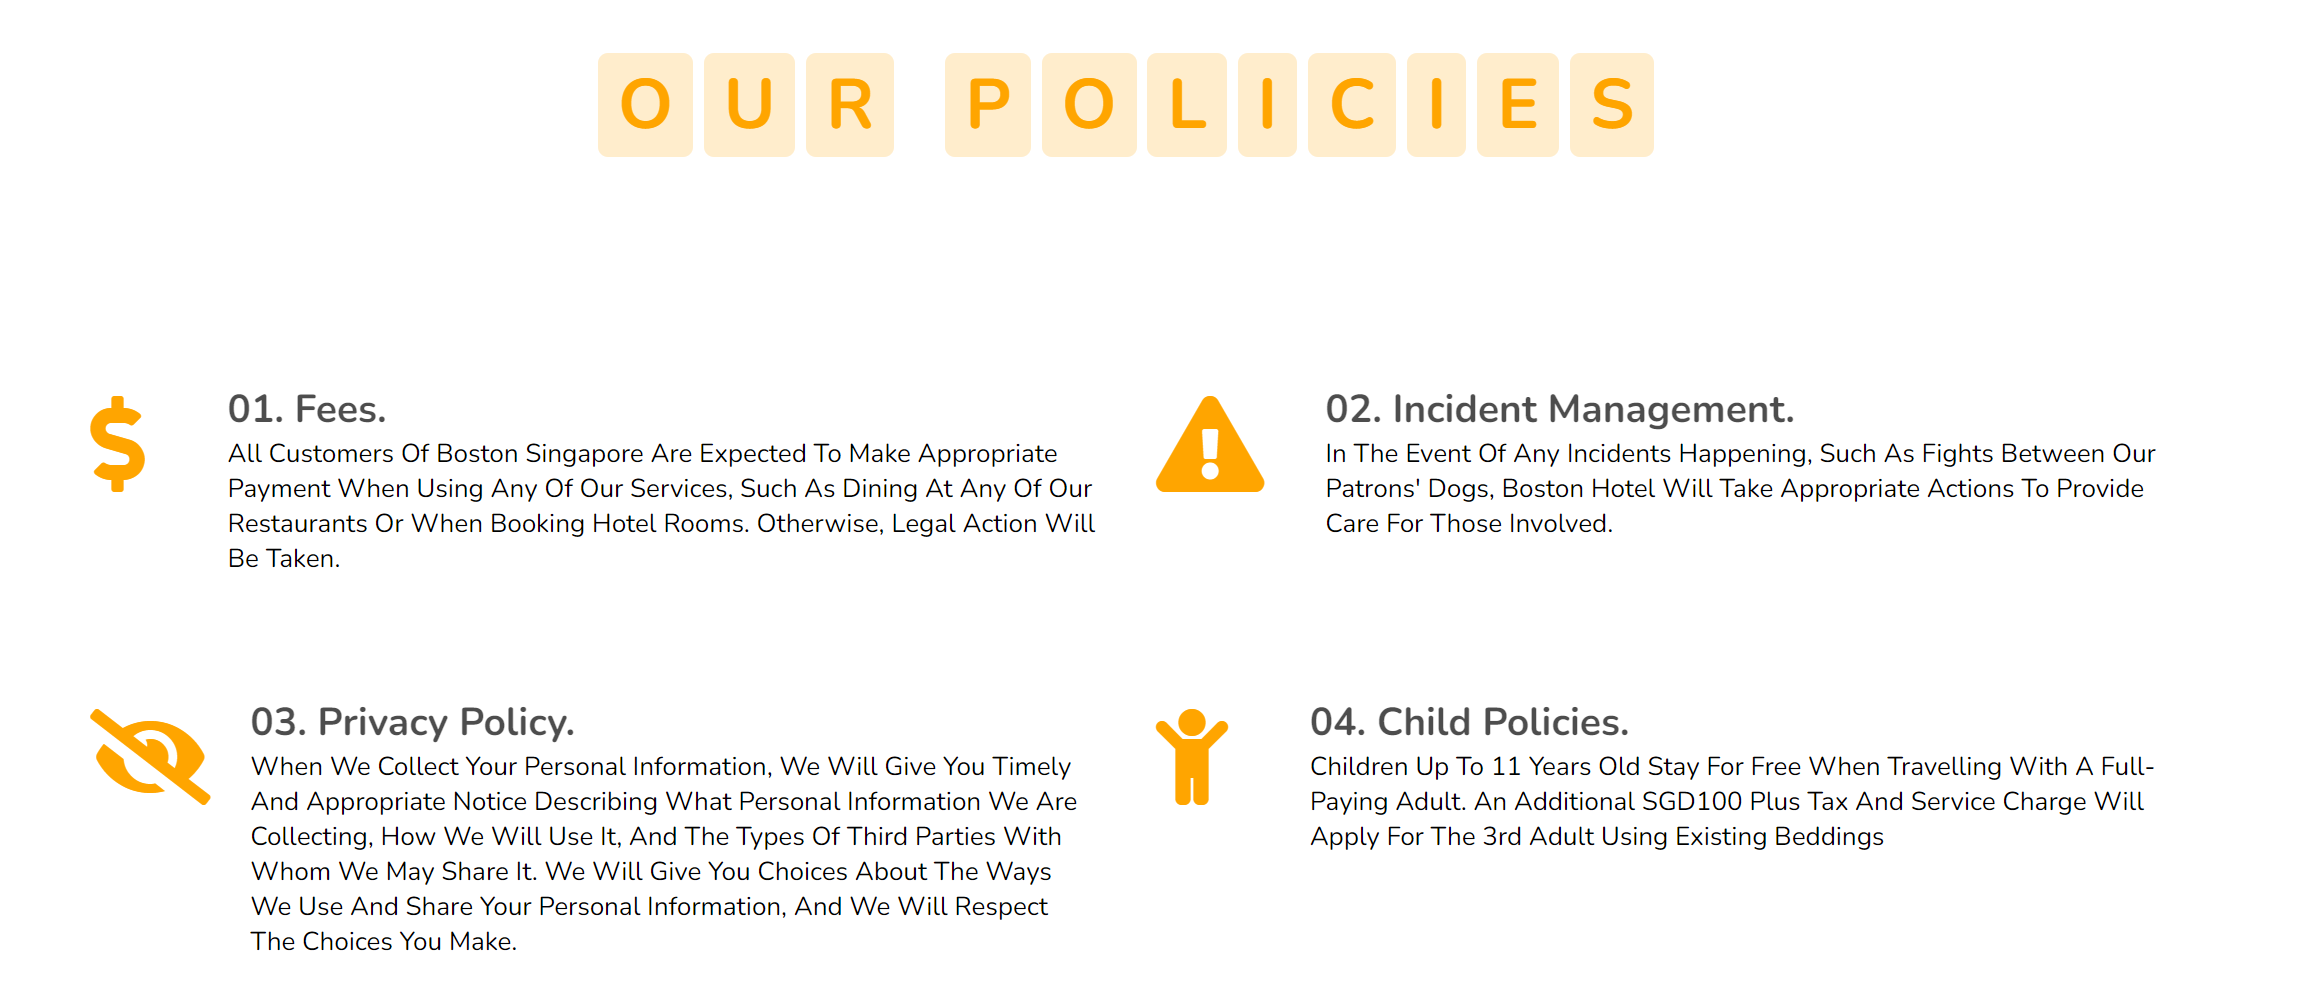 OUR POLICIES
01. Fees.
All Customers Of Boston Singapore Are Expected To Make Appropriate
Payment When Using Any Of Our Services, Such As Dining At Any Of Our
Restaurants Or When Booking Hotel Rooms. Otherwise, Legal Action Will
Be Taken.
02. Incident Management.
In The Event Of Any Incidents Happening, Such As Fights Between Our
Patrons' Dogs, Boston Hotel Will Take Appropriate Actions To Provide
Care For Those Involved.
03. Privacy Policy.
When We Collect Your Personal Information, We Will Give You Timely
And Appropriate Notice Describing What Personal Information We Are
Collecting, How We Will Use It, And The Types Of Third Parties With
Whom We May Share It. We Will Give You Choices About The Ways
We Use And Share Your Personal Information, And We Will Respect
The Choices You Make.
04. Child Policies.
Children Up To 11 Years Old Stay For Free When Travelling With A Full-
Paying Adult. An Additional SGD100 Plus Tax And Service Charge Will
Apply For The 3rd Adult Using Existing Beddings